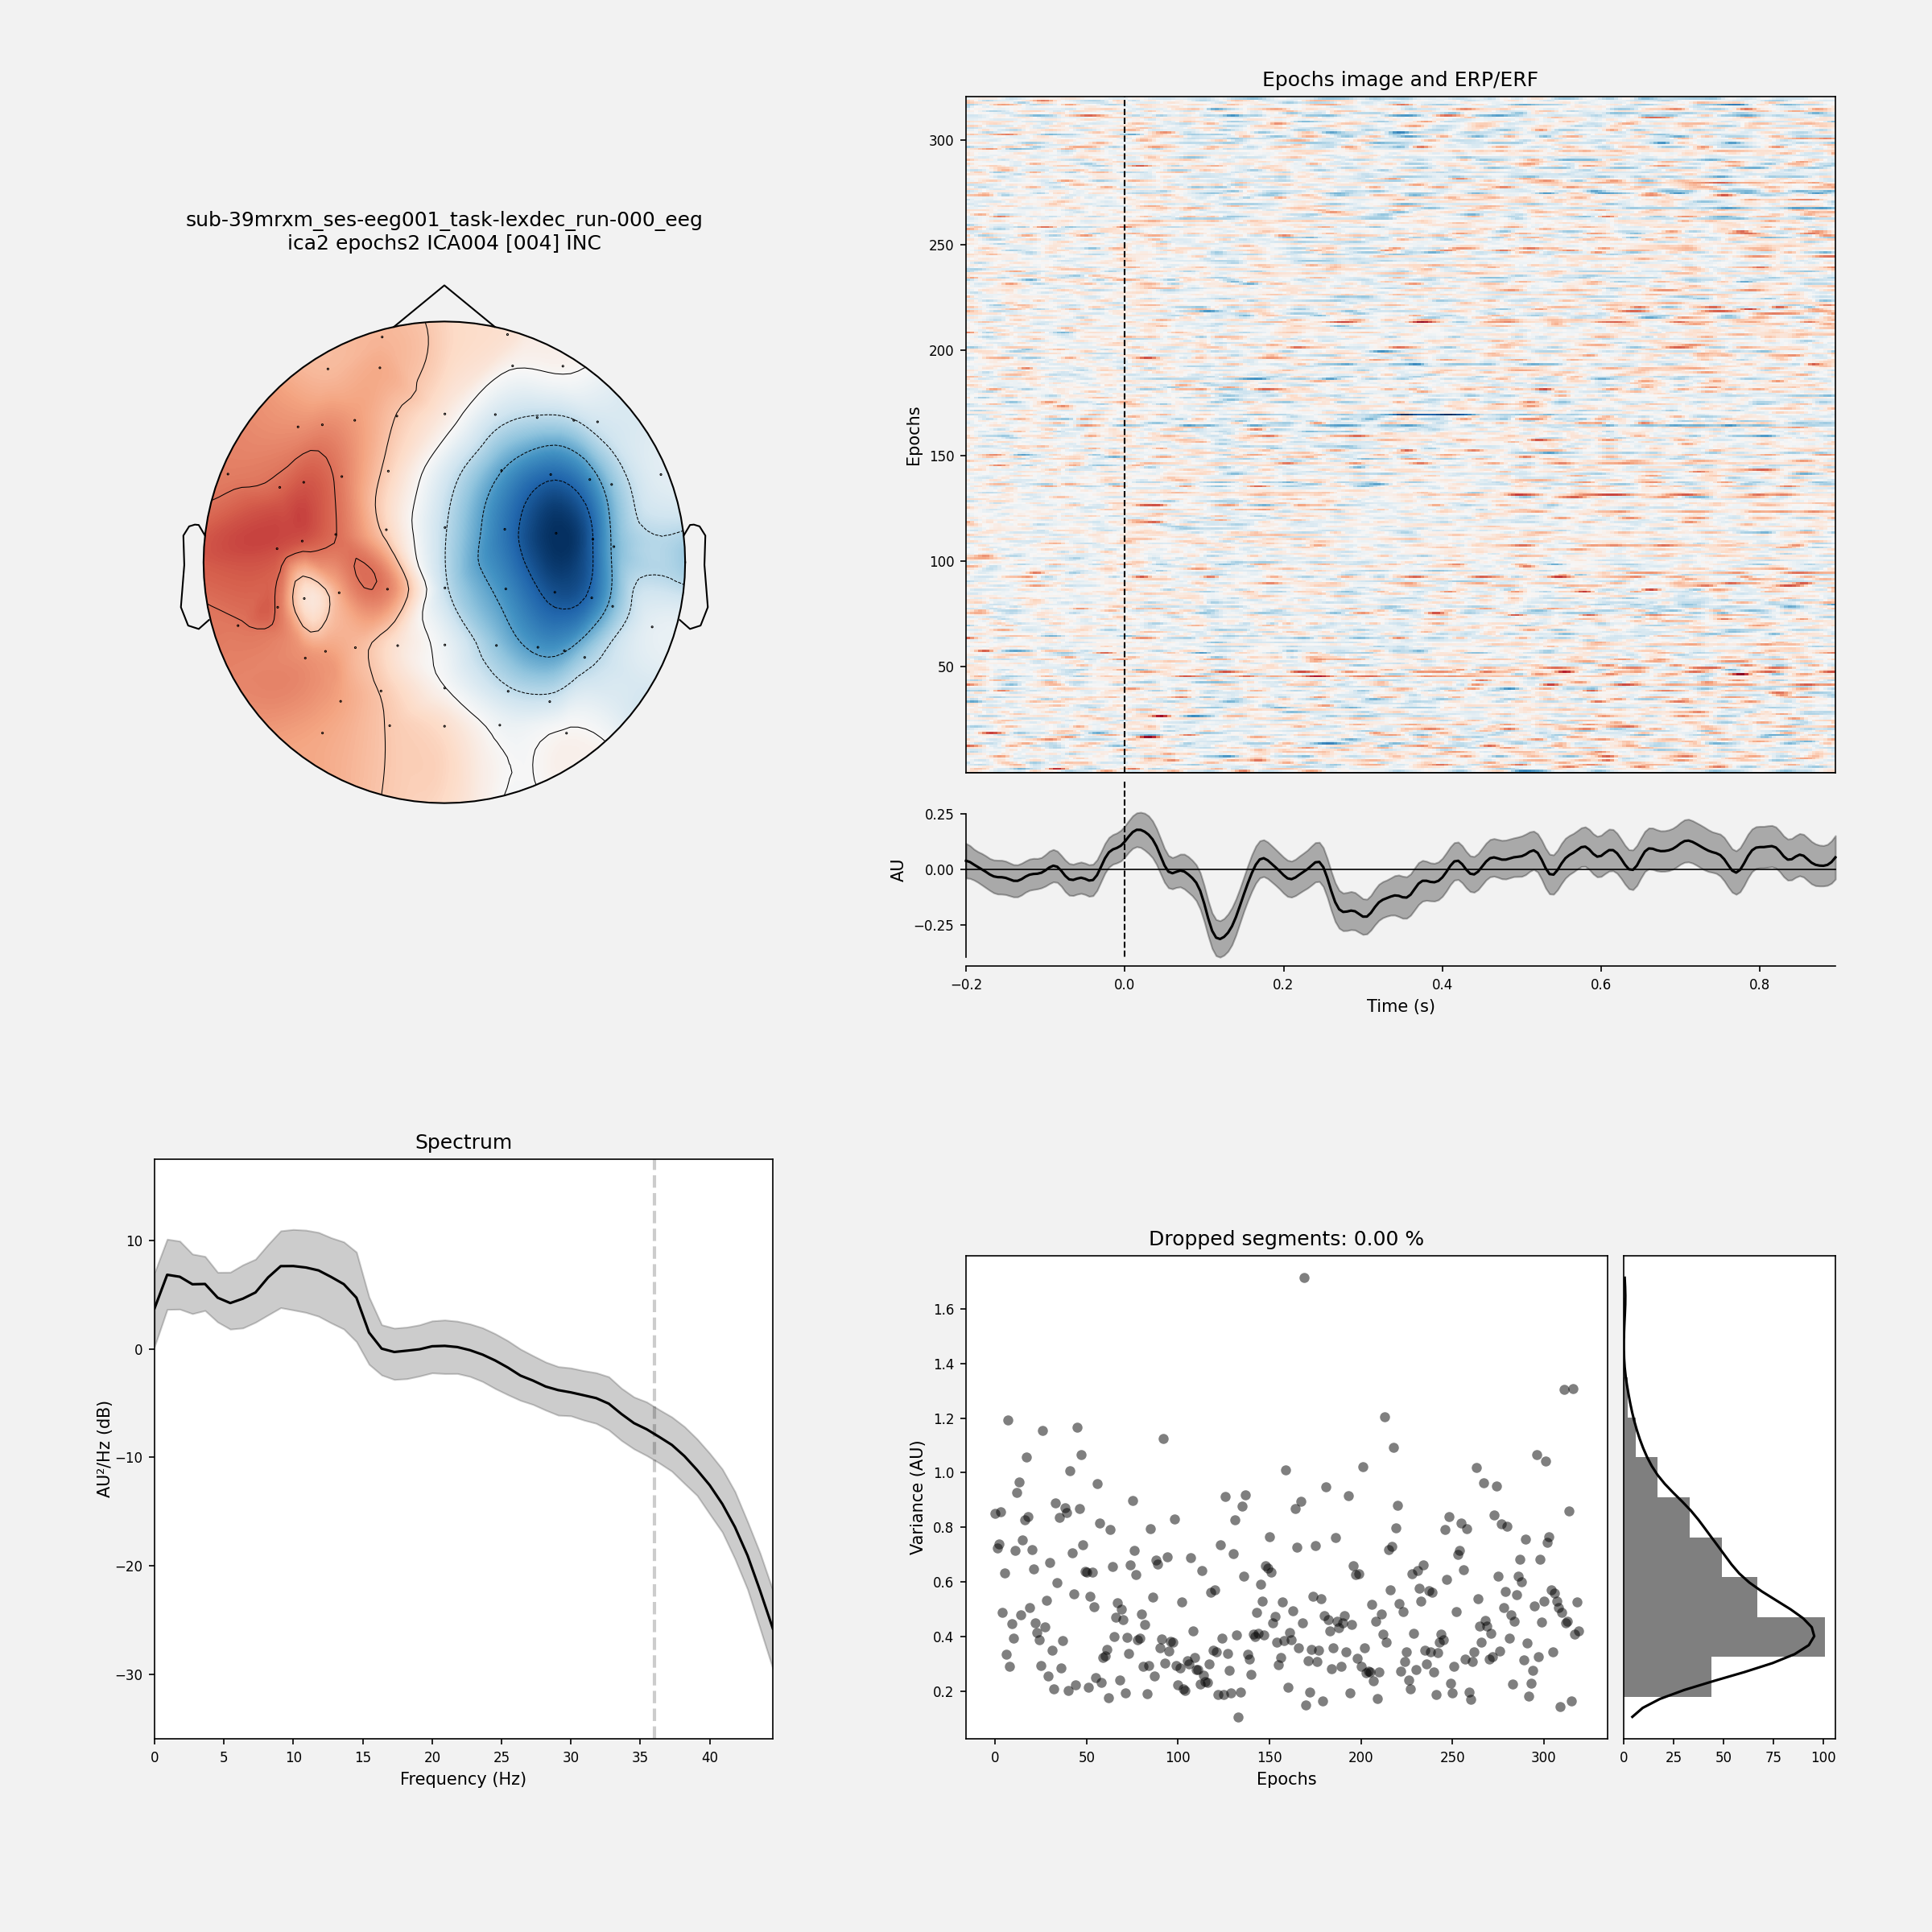 sub-39mrxm_ses-eeg001_task-lexdec_run-000_eeg
ica2 epochs2 ICA004 [004] INC
Epochs image and ERP/ERF
300
250
200
150
100
50
Epochs
0.25
0.00
−0.25
AU
−0.2 0.0 0.2 0.4 0.6 0.8
Time (s)
Spectrum
10
0
−10
−20
−30
AU²/Hz (dB)
0 5 10 15 20 25 30 35 40
Frequency (Hz)
Dropped segments: 0.00 %
1.6
1.4
1.2
1.0
0.8
0.6
0.4
0.2
Variance (AU)
0 50 100 150 200 250 300
Epochs
0 25 50 75 100